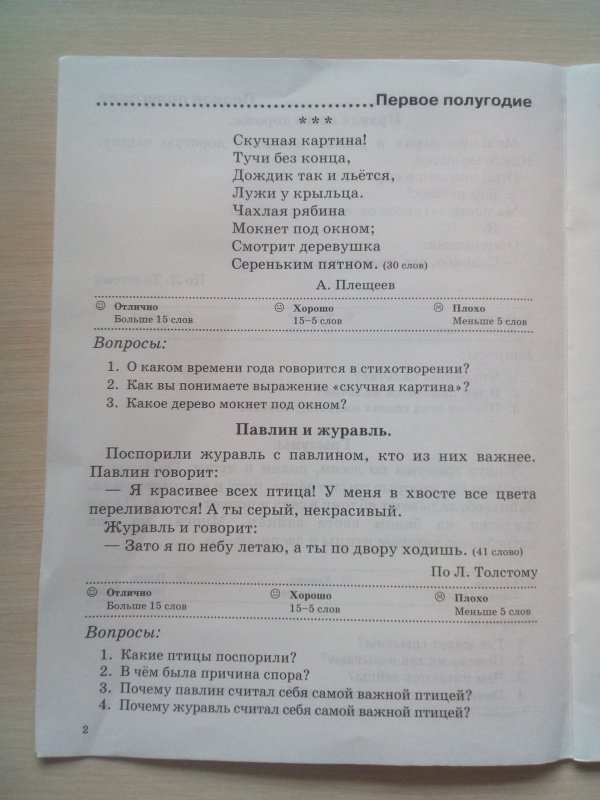 Первое полугодие
* * *
Скучная картина!
Тучи без конца,
Дождик так и льётся,
Лужи у крыльца.
Чахлая рябина
Мокнет под окном;
Смотрит деревушка
Сереньким пятном. (30 слов)
А. Плещеев
Отлично Хорошо Плохо
Больше 15 слов 15–5 слов Меньше 5 слов
Вопросы:
1. О каком времени года говорится в стихотворении?
2. Как вы понимаете выражение «скучная картина»?
3. Какое дерево мокнет под окном?
Павлин и журавль.
Поспорили журавль с павлином, кто из них важнее.
Павлин говорит:
— Я красивее всех птица! У меня в хвосте все цвета
переливаются! А ты серый, некрасивый.
Журавль и говорит:
— Зато я по небу летаю, а ты по двору ходишь. (41 слово)
По Л. Толстому
Отлично Хорошо Плохо
Больше 15 слов 15–5 слов Меньше 5 слов
Вопросы:
1. Какие птицы поспорили?
2. В чём была причина спора?
3. Почему павлин считал себя самой важной птицей?
4. Почему журавль считал себя самой важной птицей?
2